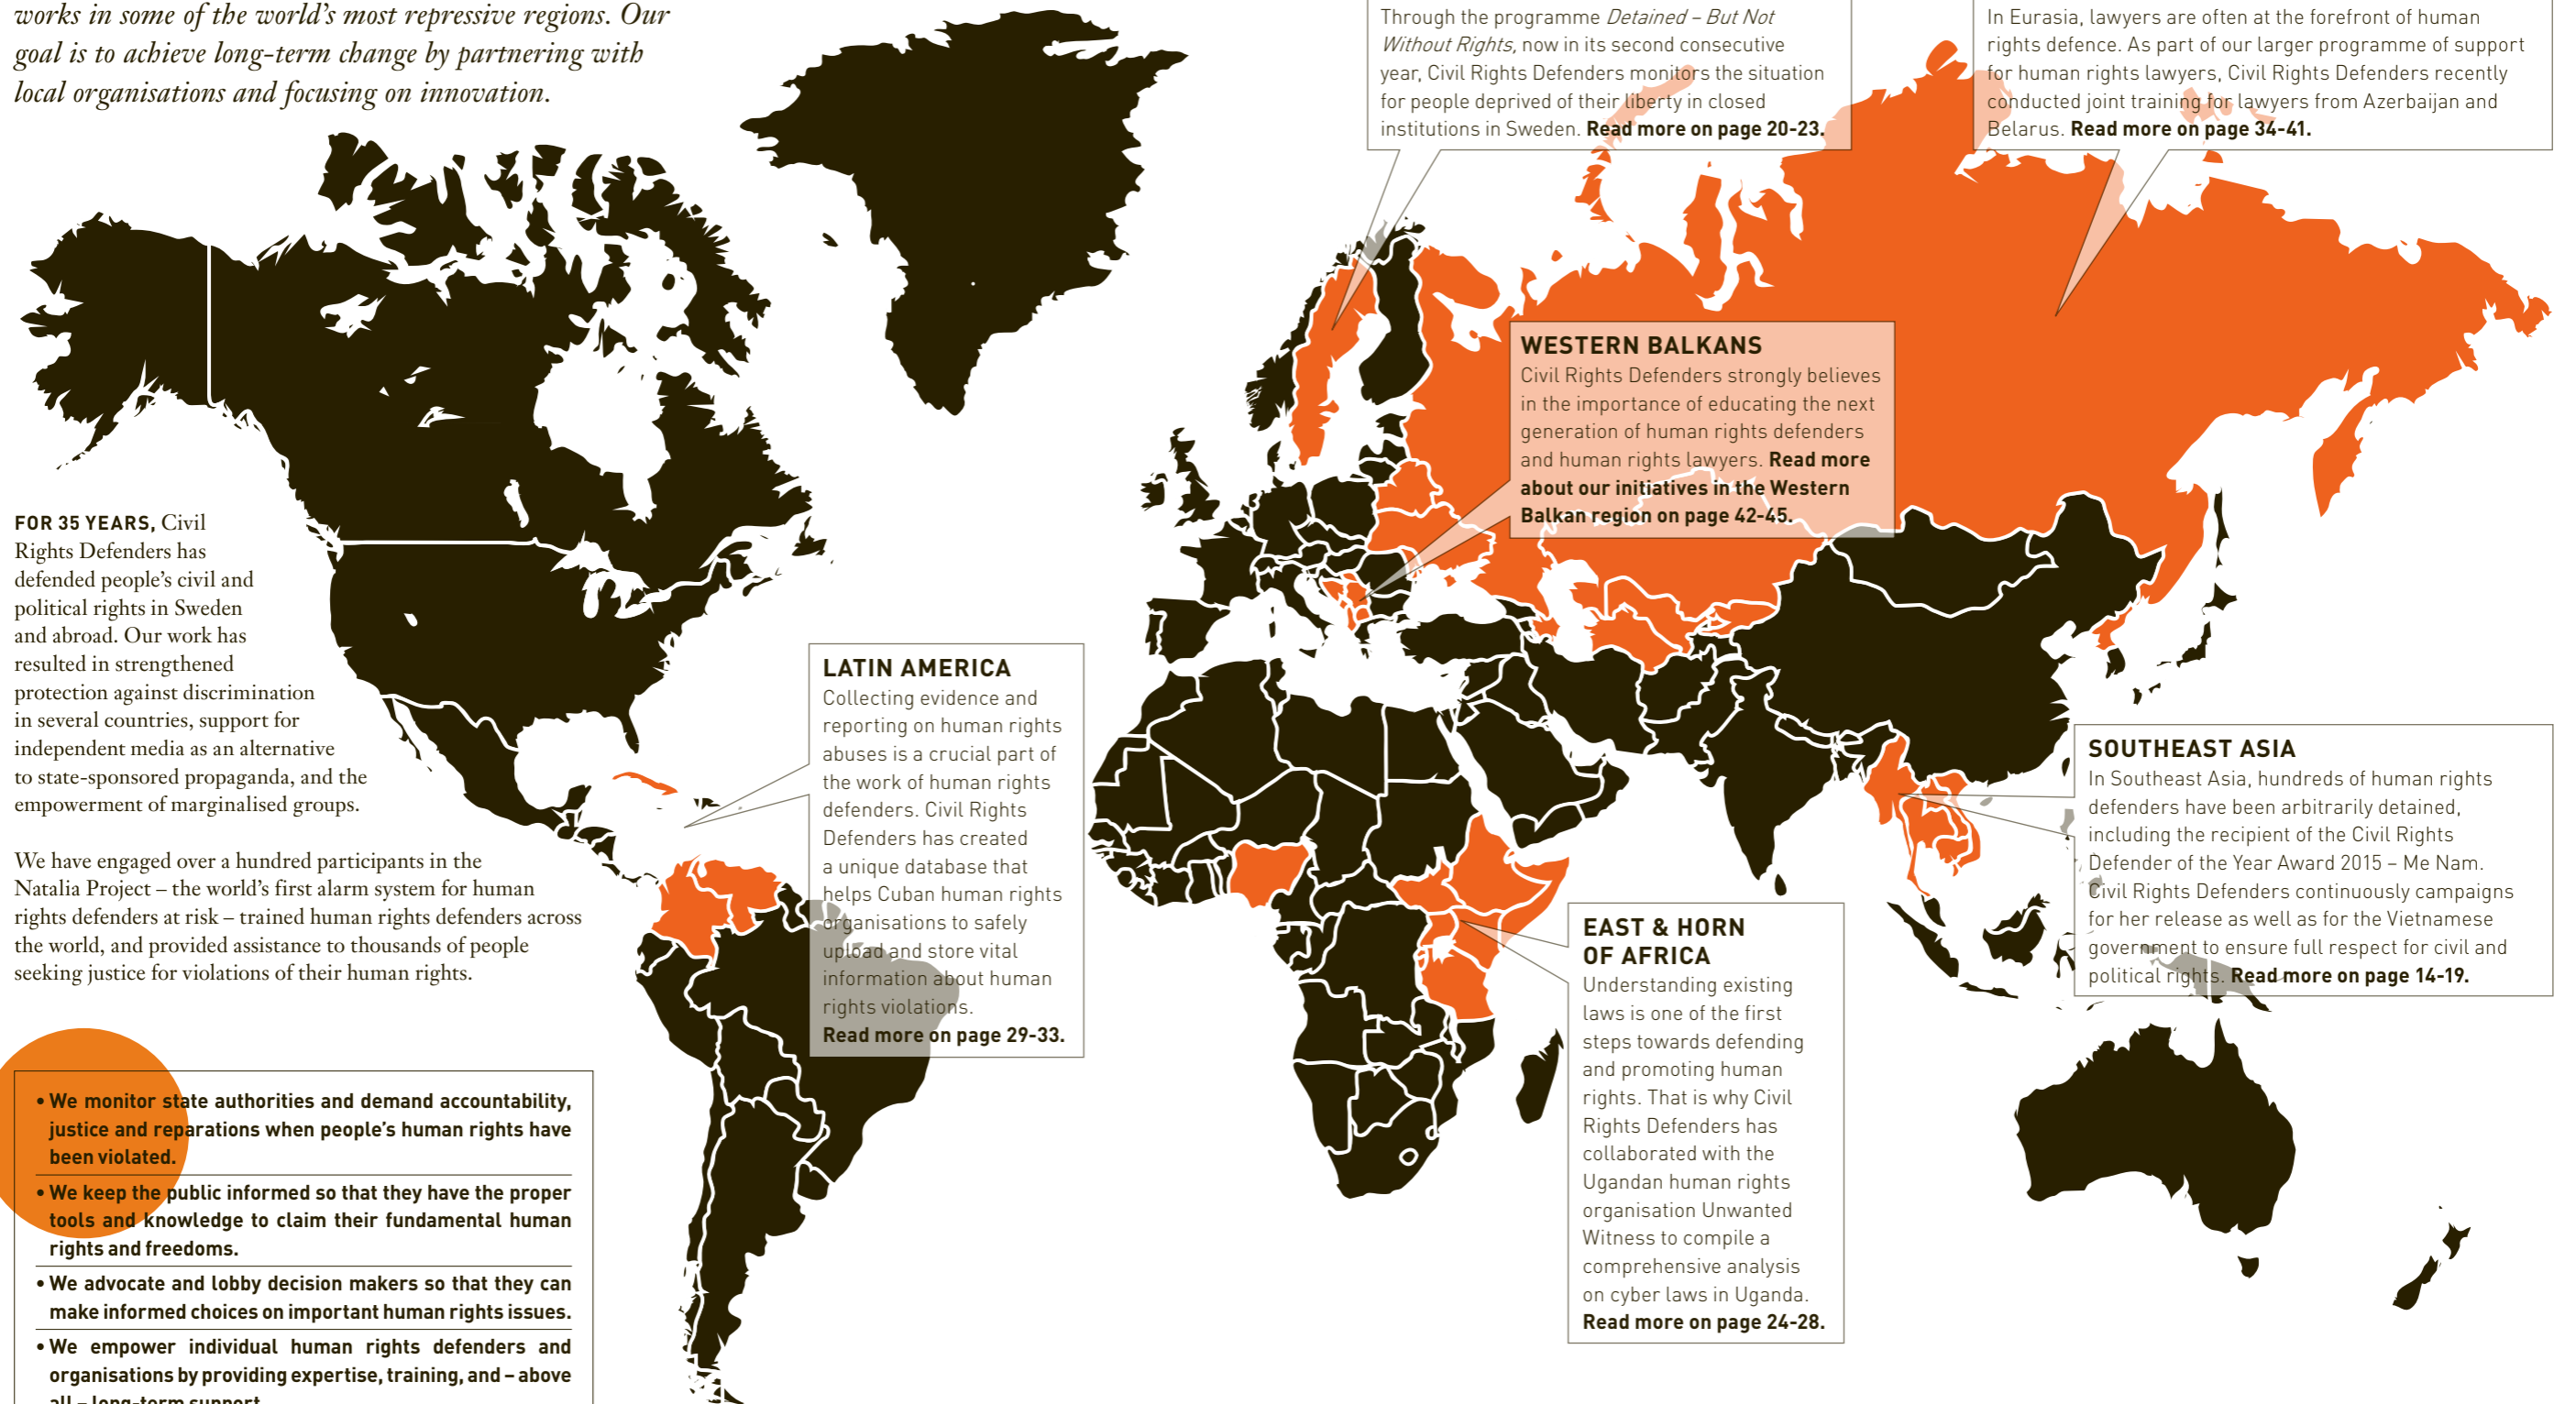 works in some of the world's most repressive regions. Our
goal is to achieve long-term change by partnering with
local organisations and focusing on innovation.
FOR 35 YEARS, Civil
Rights Defenders has
defended people's civil and
political rights in Sweden
and abroad. Our work has
resulted in strengthened
protection against discrimination
in several countries, support for
independent media as an alternative
to state-sponsored propaganda, and the
empowerment of marginalised groups.
We have engaged over a hundred participants in the
Natalia Project – the world's first alarm system for human
rights defenders at risk – trained human rights defenders across
the world, and provided assistance to thousands of people
seeking justice for violations of their human rights.
• We monitor state authorities and demand accountability,
justice and reparations when people's human rights have
been violated.
• We keep the public informed so that they have the proper
tools and knowledge to claim their fundamental human
rights and freedoms.
• We advocate and lobby decision makers so that they can
make informed choices on important human rights issues.
• We empower individual human rights defenders and
organisations by providing expertise, training, and – above
all – long-term support
LATIN AMERICA
Collecting evidence and
reporting on human rights
abuses is a crucial part of
the work of human rights
defenders. Civil Rights
Defenders has created
a unique database that
helps Cuban human rights
organisations to safely
upload and store vital
information about human
rights violations.
Read more on page 29-33.
Through the programme Detained – But Not
Without Rights, now in its second consecutive
year, Civil Rights Defenders monitors the situation
for people deprived of their liberty in closed
institutions in Sweden. Read more on page 20-23.
In Eurasia, lawyers are often at the forefront of human
rights defence. As part of our larger programme of support
for human rights lawyers, Civil Rights Defenders recently
conducted joint training for lawyers from Azerbaijan and
Belarus. Read more on page 34-41.
WESTERN BALKANS
Civil Rights Defenders strongly believes
in the importance of educating the next
generation of human rights defenders
and human rights lawyers. Read more
about our initiatives in the Western
Balkan region on page 42-45.
SOUTHEAST ASIA
In Southeast Asia, hundreds of human rights
defenders have been arbitrarily detained,
including the recipient of the Civil Rights
Defender of the Year Award 2015 – Me Nam.
Civil Rights Defenders continuously campaigns
for her release as well as for the Vietnamese
government to ensure full respect for civil and
political rights. Read more on page 14-19.
EAST & HORN
OF AFRICA
Understanding existing
laws is one of the first
steps towards defending
and promoting human
rights. That is why Civil
Rights Defenders has
collaborated with the
Ugandan human rights
organisation Unwanted
Witness to compile a
comprehensive analysis
on cyber laws in Uganda.
Read more on page 24-28.